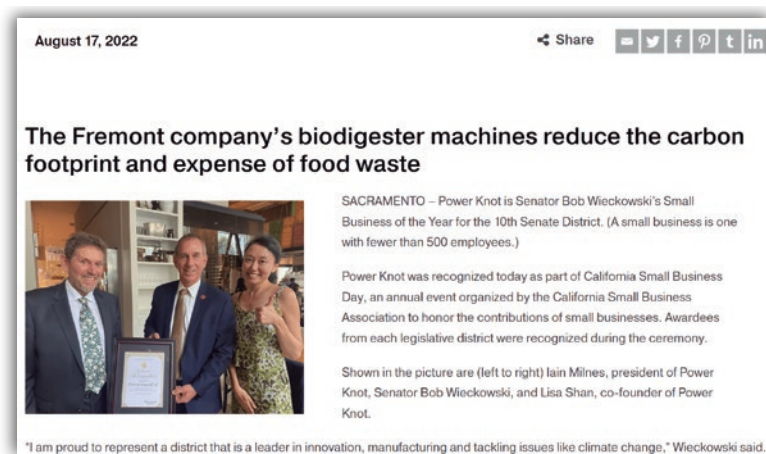 August 17, 2022
Share
The Fremont company's biodigester machines reduce the carbon
footprint and expense of food waste
SACRAMENTO – Power Knot is Senator Bob Wieckowski's Small
Business of the Year for the 10th Senate District. (A small business is one
with fewer than 500 employees.)
Power Knot was recognized today as part of California Small Business
Day, an annual event organized by the California Small Business
Association to honor the contributions of small businesses. Awardees
from each legislative district were recognized during the ceremony.
Shown in the picture are (left to right) Iain Milnes, president of Power
Knot, Senator Bob Wieckowski, and Lisa Shan, co-founder of Power
Knot.
"I am proud to represent a district that is a leader in innovation, manufacturing and tackling issues like climate change," Wieckowski said.